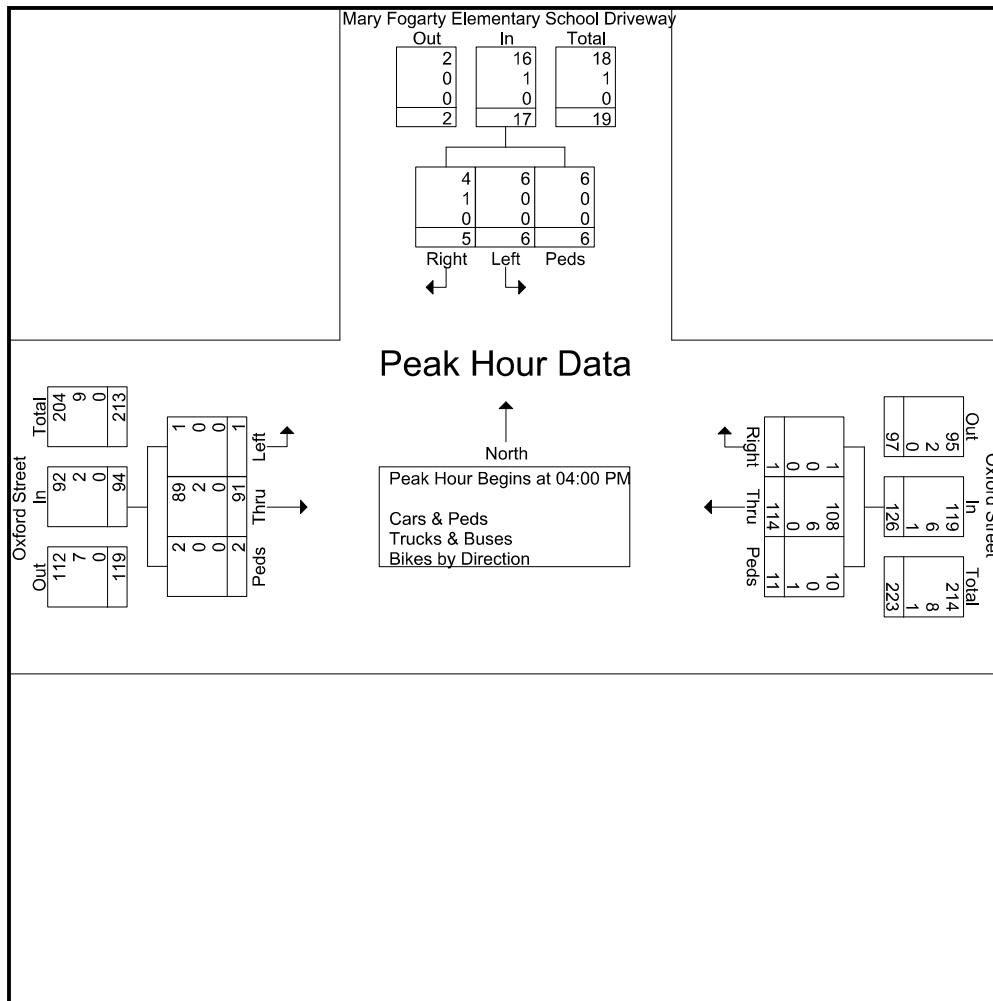 Mary Fogarty Elementary School Driveway
Out In Total
2 16 18
0 1 1
0 0 0
2 17 19
4 6 6
1 0 0
0 0 0
5 6 6
Right Left Peds
Peak Hour Data
North
Peak Hour Begins at 04:00 PM
Cars & Peds
Trucks & Buses
Bikes by Direction
Oxford Street
Out In Total
112 92 204
7 2 9
0 0 0
119 94 213
2 89 1
0 2 0
0 0 0
2 91 1
Peds Thru Left
Oxford Street
Out In Total
95 119 214
2 6 8
0 1 1
97 126 223
1 108 10
0 6 0
0 0 1
1 114 11
Right Thru Peds